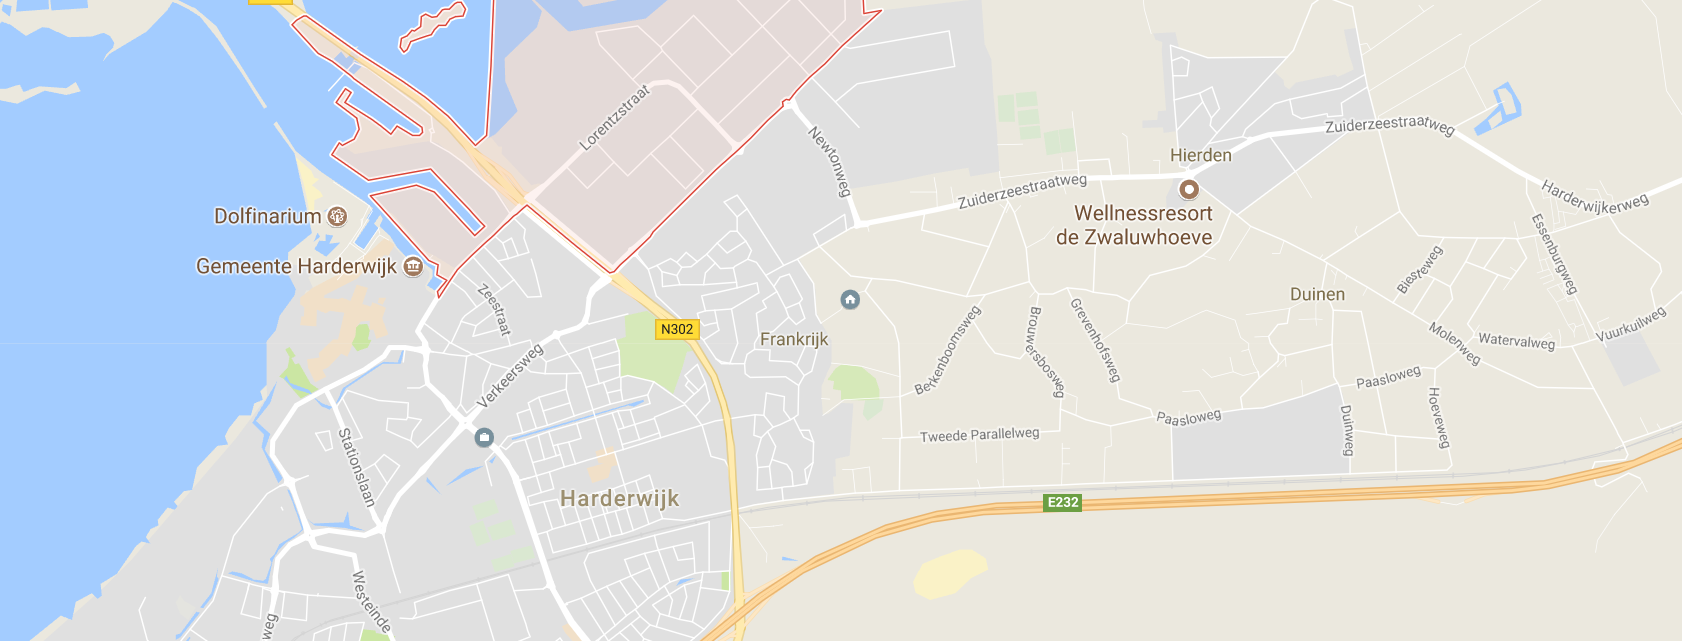 Lorentzstraat
Newtonweg
Zuiderzeestraatweg
Hierden
Zuiderzeestraatweg
Dolfinarium
Wellnessresort
de Zwaluwhoeve
Harderwijkerweg
Essenburgweg
Gemeente Harderwijk
Zeestraat
Biesteweg
Duinen
N302
Frankrijk
Berkenboomsweg
Brouwersbosweg
Grevenhofsweg
Molenweg
Watervalweg
Vuurkuilweg
Verkeersweg
Paasloweg
Paasloweg
Hoeveweg
Duinweg
Tweede Parallelweg
Stationslaan
Harderwijk
E232
Westeinde
weg